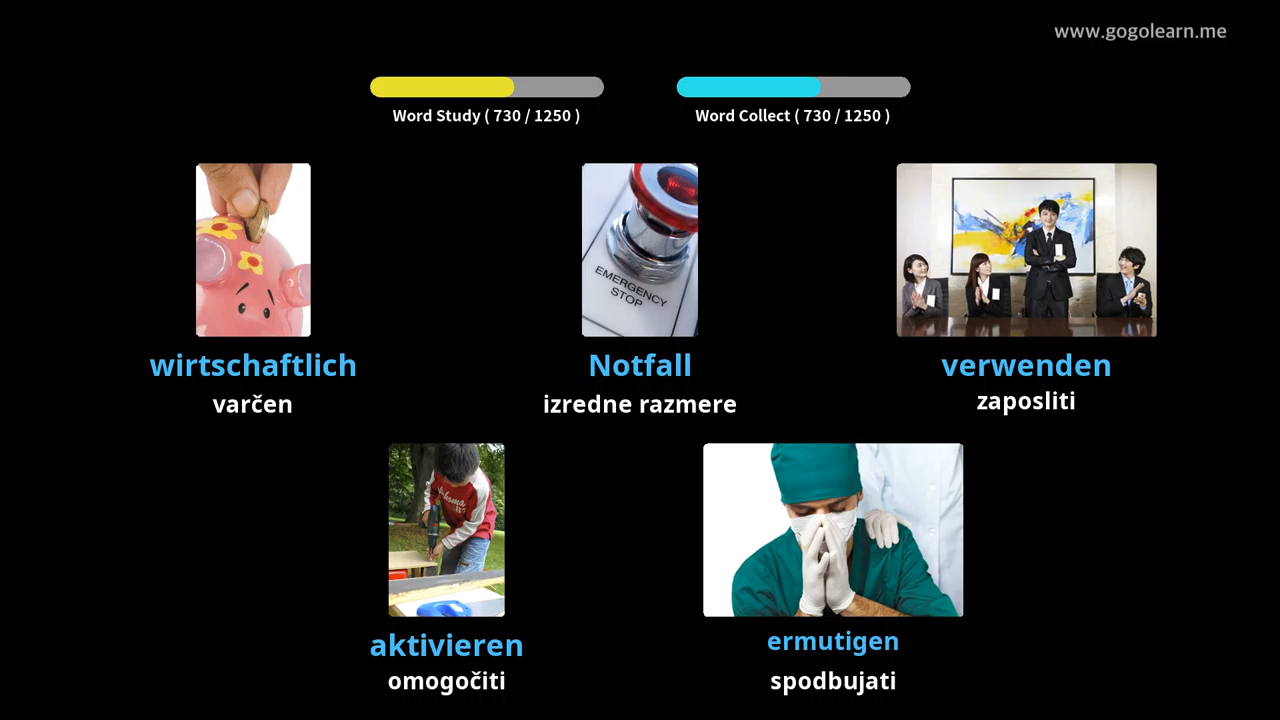 www.gogolearn.me
Word Study ( 730 / 1250 )
Word Collect ( 730 / 1250 )
EMERGENCY
STOP
wirtschaftlich
varčen
Notfall
izredne razmere
verwenden
zaposliti
aktivieren
omogočiti
ermutigen
spodbujati